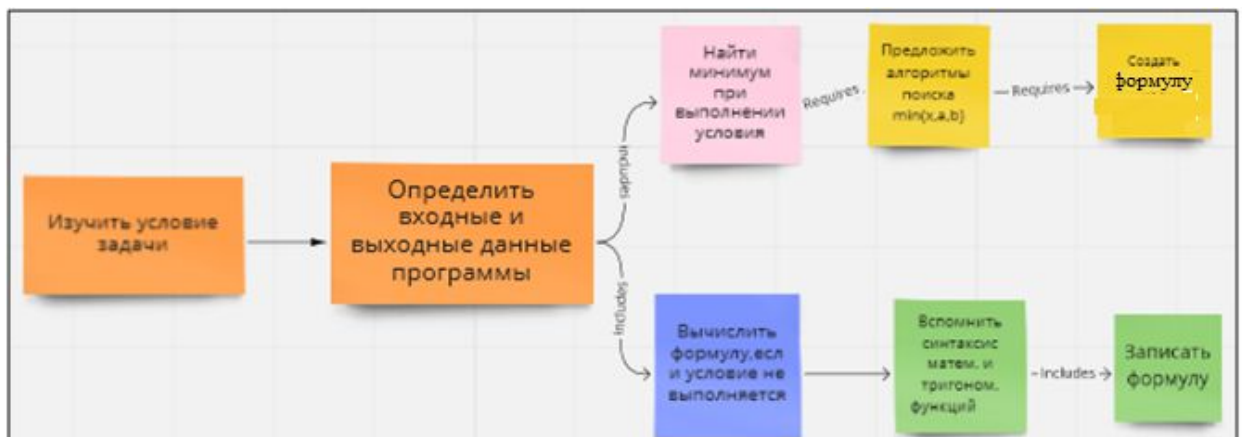 Изучить условие
задачи
Определить
входные и
выходные данные
программы
includes
Найти
минимум
при
выполнении
условия
Requires
Предложить
алгоритмы
поиска
min(x,a,b)
Requires
Создать
формулу
includes
Вычислить
формулу,есл
и условие не
выполняется
Вспомнить
синтаксис
матем. и
тригоном.
функций
Includes
Записать
формулу